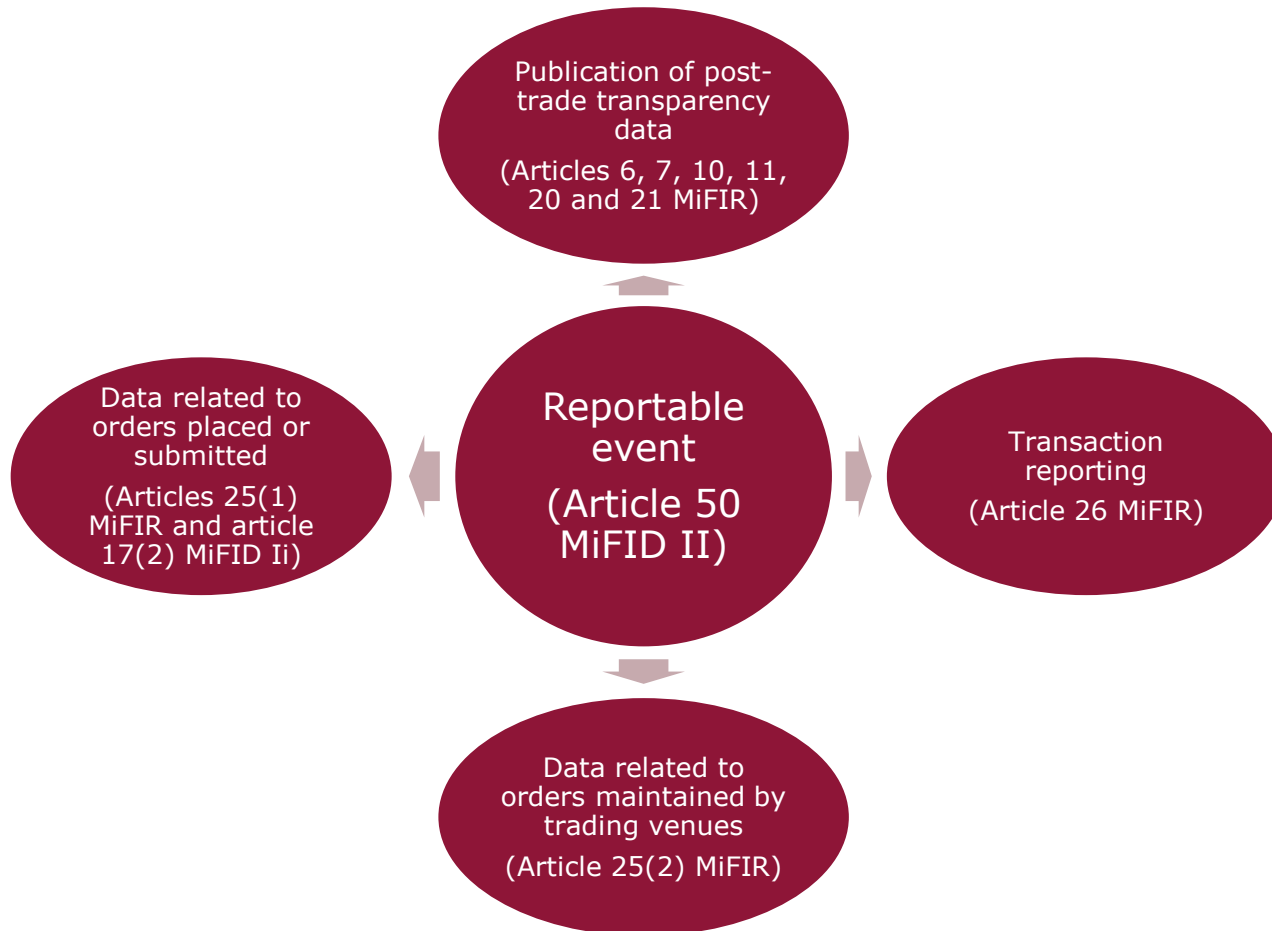 Publication of post-
trade transparency
data
(Articles 6, 7, 10, 11,
20 and 21 MiFIR)
Data related to
orders placed or
submitted
(Articles 25(1)
MiFIR and article
17(2) MiFID Ii)
Reportable
event
(Article 50
MiFID II)
Transaction
reporting
(Article 26 MiFIR)
Data related to
orders maintained by
trading venues
(Article 25(2) MiFIR)